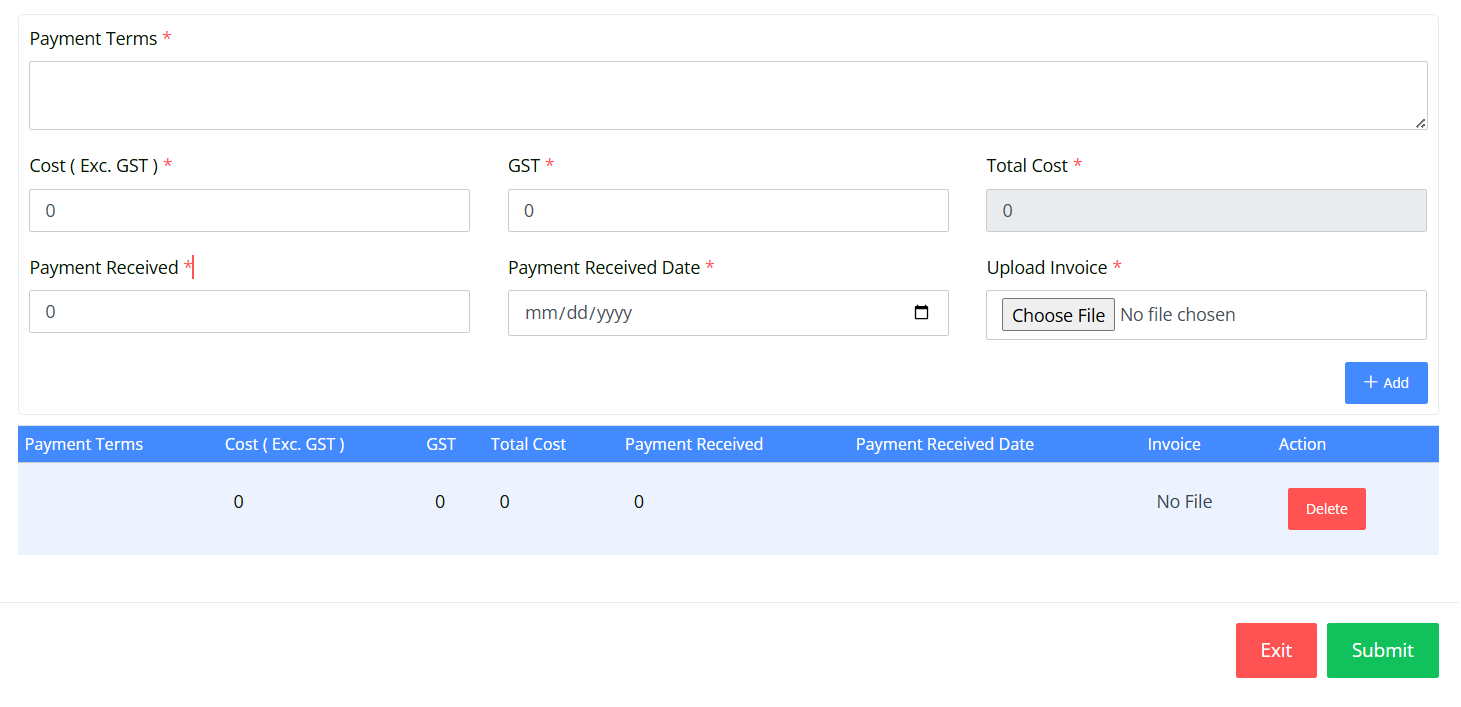 Payment Terms *
Cost ( Exc. GST ) * GST * Total Cost *
0 0 0
Payment Received * Payment Received Date * Upload Invoice *
0 mm/dd/yyyy Choose File No file chosen
+ Add
Payment Terms Cost ( Exc. GST ) GST Total Cost Payment Received Payment Received Date Invoice Action
0 0 0 0 No File Delete
Exit Submit